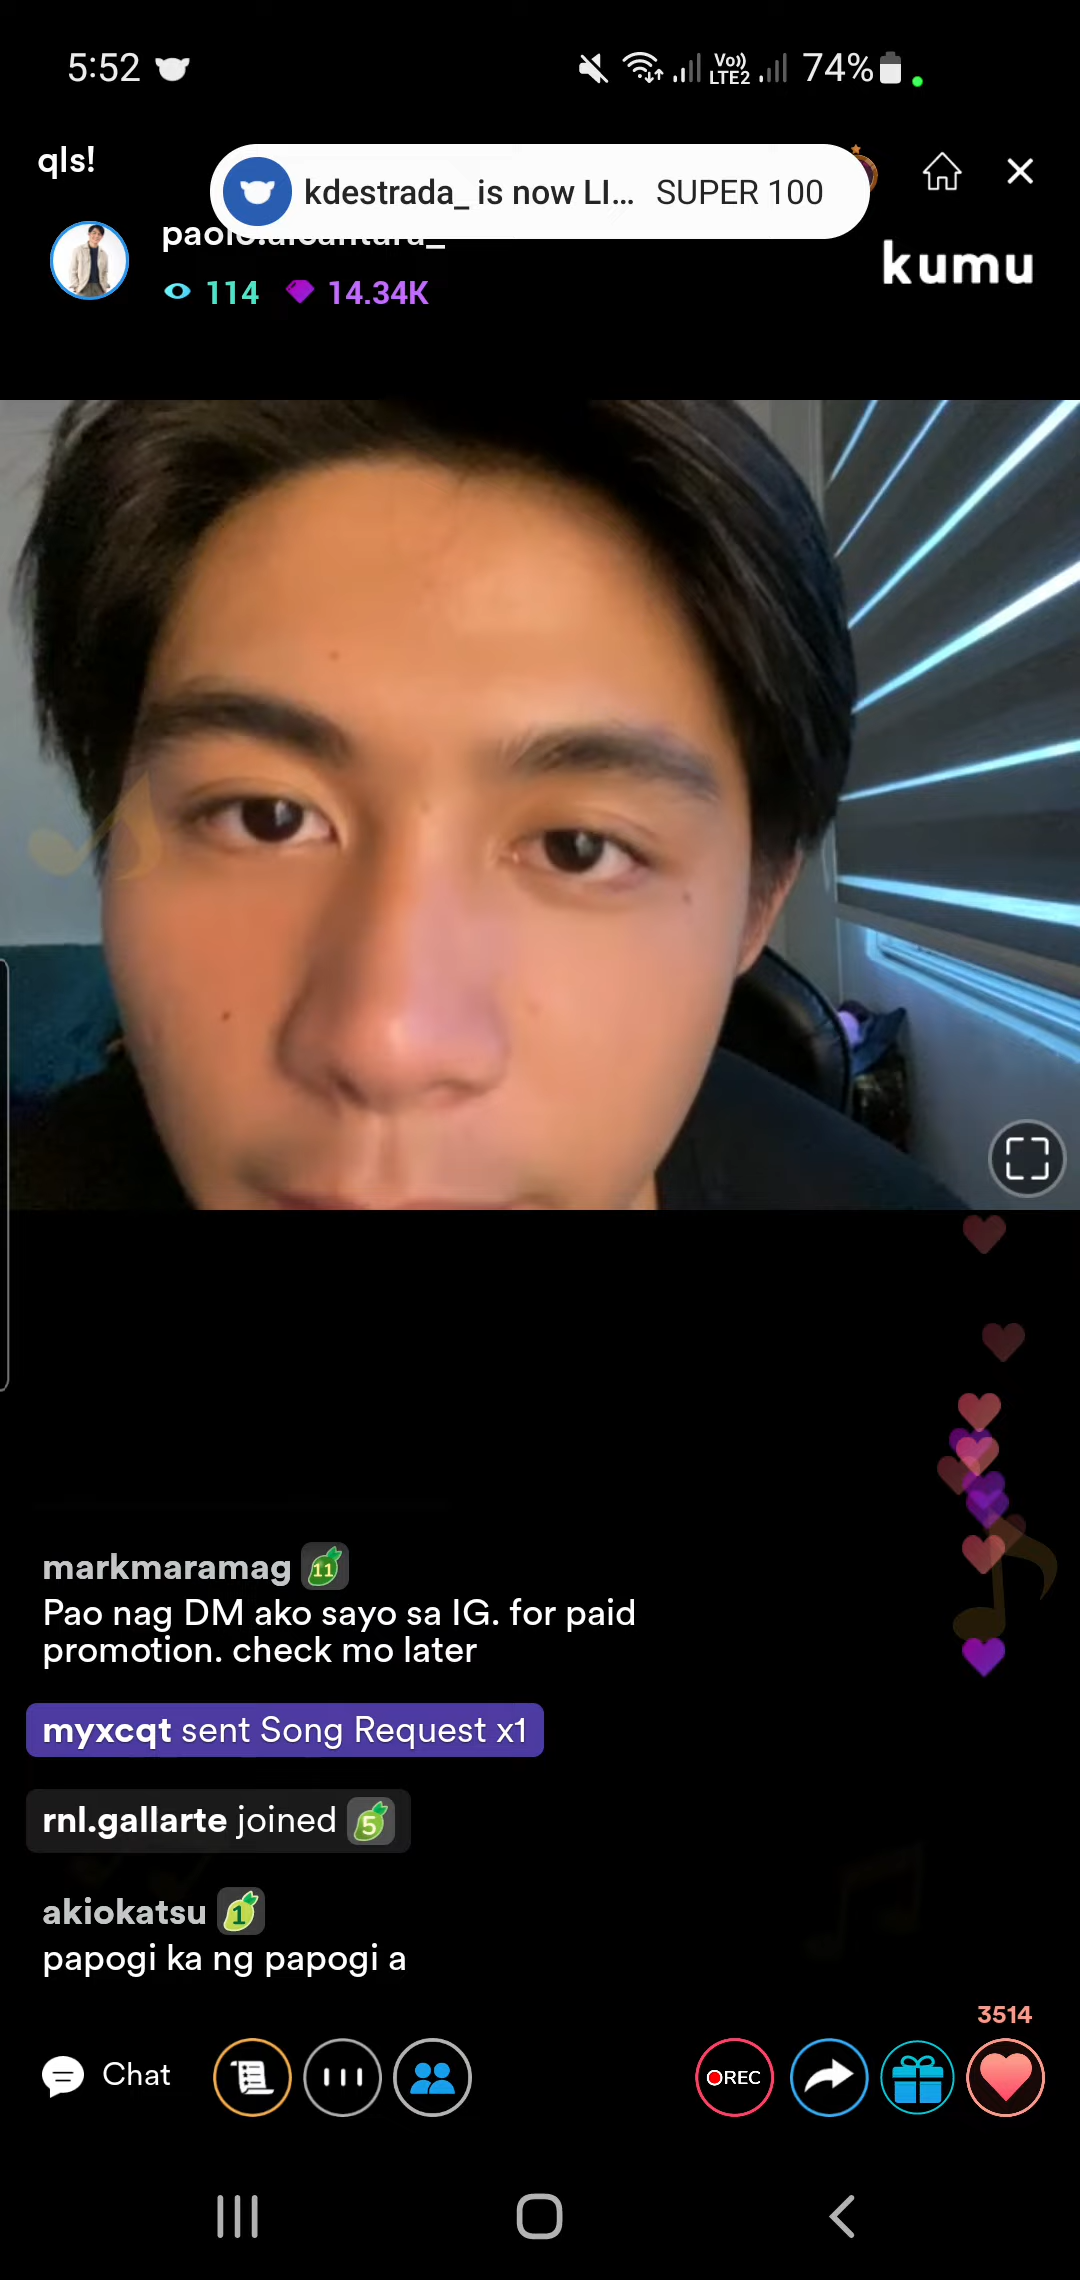 5:52
Vo))
LTE2
74%
qls!
kdestrada_ is now LI... SUPER 100
114
14.34K
kumu
markmaramag 11
Pao nag DM ako sayo sa IG. for paid
promotion. check mo later
myxcqt sent Song Request x1
rnl.gallarte joined 5
akiokatsu 1
papogi ka ng papogi a
3514
Chat
REC